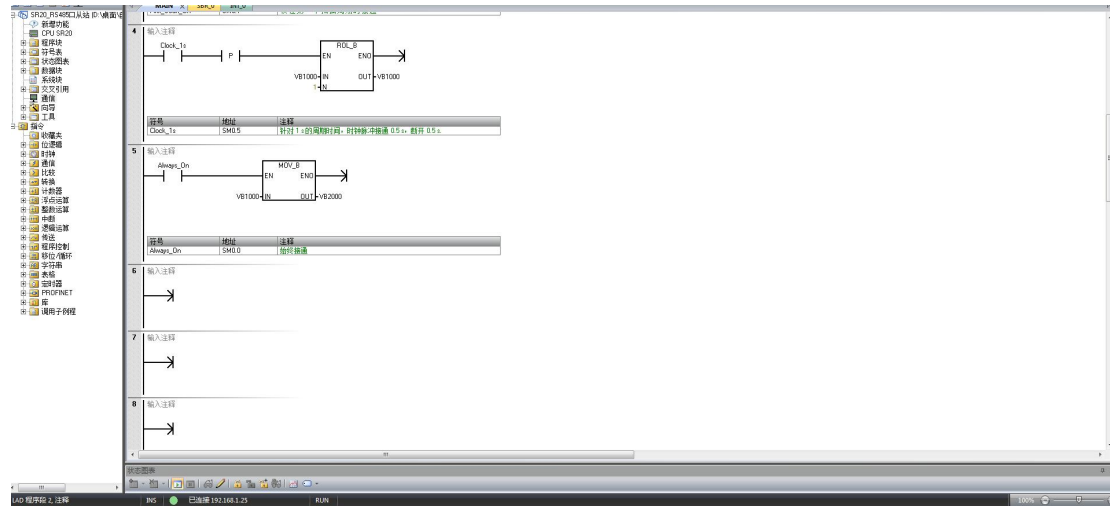 MAIN
SBR_0
INT_0
SR20_RS485口从站 (D:\桌面\
新增功能
CPU SR20
程序块
符号表
状态图表
数据块
系统块
交叉引用
通信
向导
工具
指令
收藏夹
位逻辑
时钟
通信
比较
转换
计数器
浮点运算
整数运算
中断
逻辑运算
传送
程序控制
移位/循环
字符串
表格
定时器
PROFINET
库
调用子例程
4 输入注释
Clock_1s
P
ROL_B
EN ENO
VB1000 IN OUT VB1000
1 N
符号 地址 注释
Clock_1s SM0.5 针对 1 s的周期时间,时钟脉冲接通 0.5 s,断开 0.5 s.
5 输入注释
Always_On
MOV_B
EN ENO
VB1000 IN OUT VB2000
符号 地址 注释
Always_On SM0.0 始终接通
6 输入注释
7 输入注释
8 输入注释
状态图表
LAD 程序段 2, 注释 INS 已连接 192.168.1.25 RUN 100%